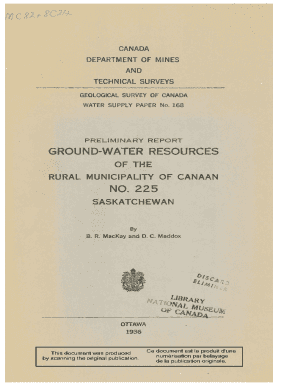 CANADA
DEPARTMENT OF MINES
AND
TECHNICAL SURVEYS
GEOLOGICAL SURVEY OF CANADA
WATER SUPPLY PAPER No. 168
PRELIMINARY REPORT
GROUND-WATER RESOURCES
OF THE
RURAL MUNICIPALITY OF CANAAN
NO. 225
SASKATCHEWAN
By
B. R. MacKay and D. C. Maddox
DISCARD
ELIMINER
LIBRARY
NATIONAL MUSEUM
OF CANADA
OTTAWA
1936
This document was produced
by scanning the original publication.
Ce document est le produit d'une
numérisation par balayage
de la publication originale.